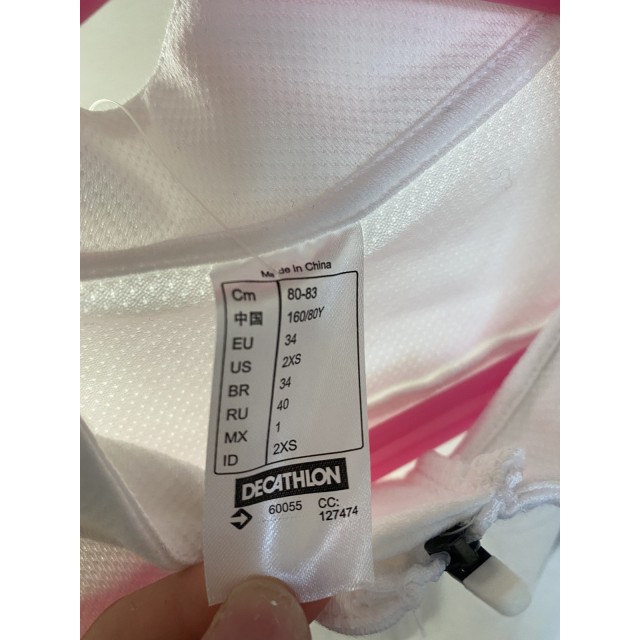 Made in China
Cm 80-83
中国 160/80Y
EU 34
US 2XS
BR 34
RU 40
MX 1
ID 2XS
DECATHLON
60055 CC:
127474